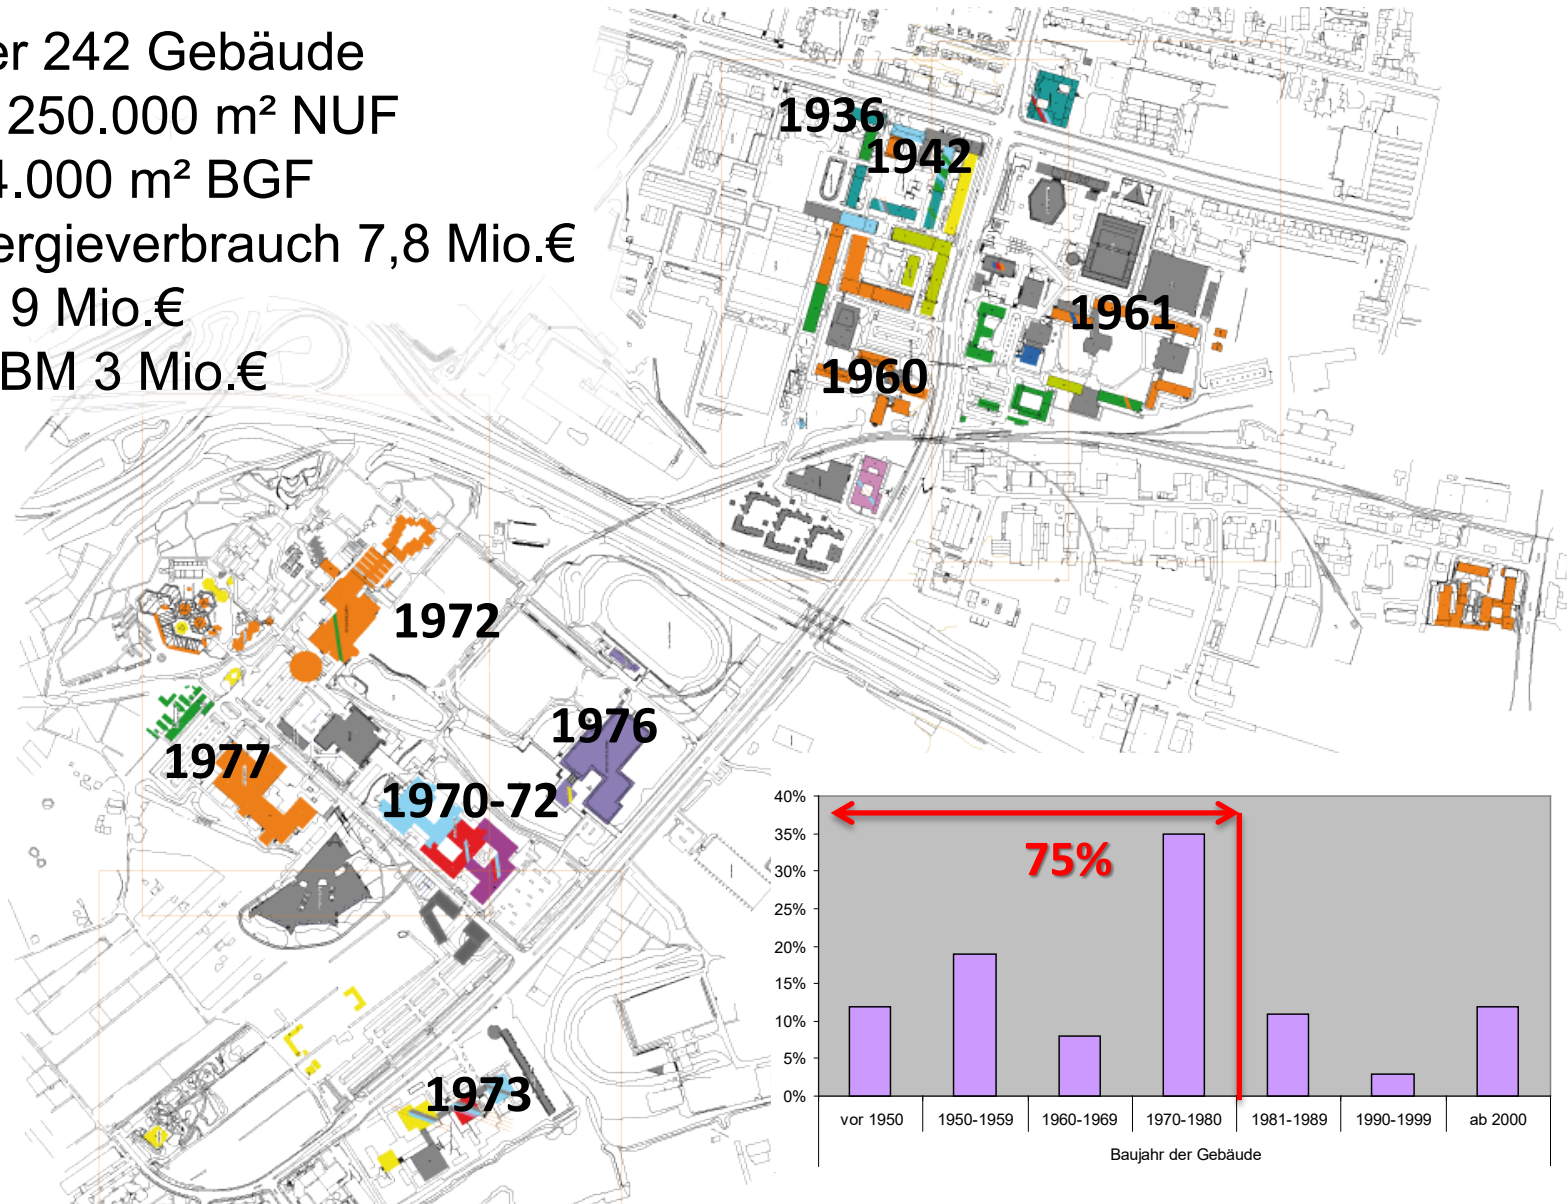 er 242 Gebäude
250.000 m² NUF
4.000 m² BGF
ergieverbrauch 7,8 Mio.€
9 Mio.€
BM 3 Mio.€
1936
1942
1961
1960
1972
1976
1977
1970-72
1973
40%
35%
30%
25%
20%
15%
10%
5%
0%
75%
vor 1950 1950-1959 1960-1969 1970-1980 1981-1989 1990-1999 ab 2000
Baujahr der Gebäude